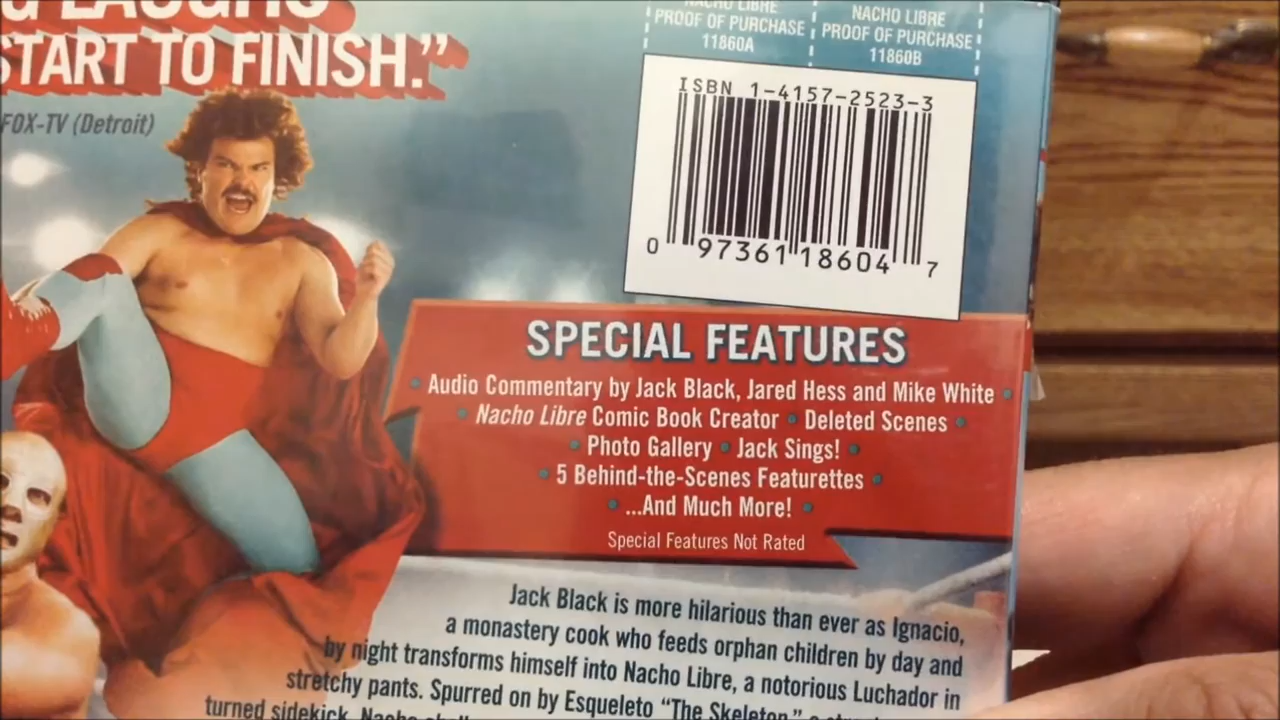 G LAUGHS
START TO FINISH."
FOX-TV (Detroit)
NACHO LIBRE
PROOF OF PURCHASE
11860A
NACHO LIBRE
PROOF OF PURCHASE
11860B
ISBN 1-4157-2523-3
0 97361 18604 7
SPECIAL FEATURES
• Audio Commentary by Jack Black, Jared Hess and Mike White •
• Nacho Libre Comic Book Creator • Deleted Scenes •
• Photo Gallery • Jack Sings! •
• 5 Behind-the-Scenes Featurettes •
• ...And Much More! •
Special Features Not Rated
Jack Black is more hilarious than ever as Ignacio,
a monastery cook who feeds orphan children by day and
by night transforms himself into Nacho Libre, a notorious Luchador in
stretchy pants. Spurred on by Esqueleto "The Skeleton," a
turned sidekick, Nacho